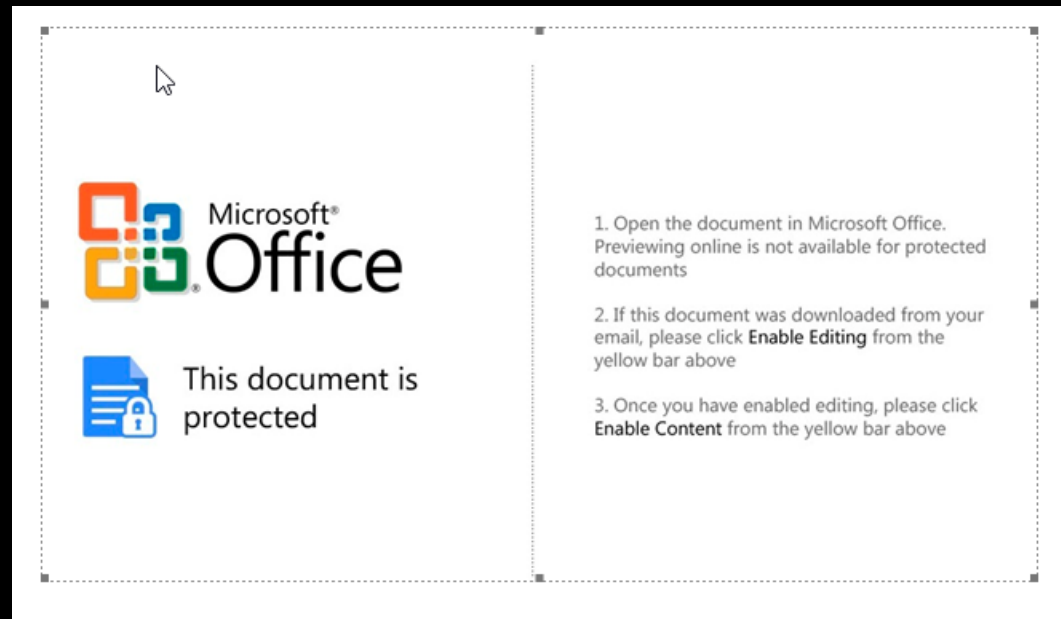 Microsoft®
Office®
This document is
protected
1. Open the document in Microsoft Office.
Previewing online is not available for protected
documents
2. If this document was downloaded from your
email, please click Enable Editing from the
yellow bar above
3. Once you have enabled editing, please click
Enable Content from the yellow bar above